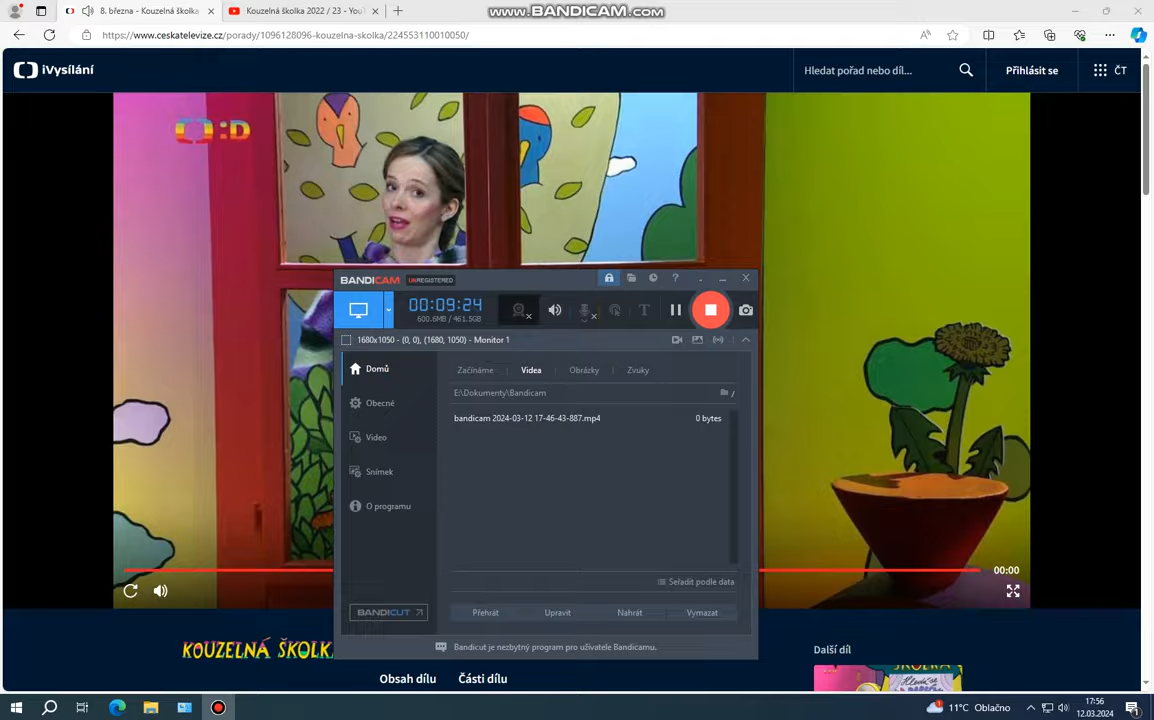 8. března - Kouzelná školka
Kouzelná školka 2022 / 23 - You
www.BANDICAM.com
https://www.ceskatelevize.cz/porady/1096128096-kouzelna-skolka/224553110010050/
iVysílání
Hledat pořad nebo díl...
Přihlásit se
ČT
:D
BANDICAM
UNREGISTERED
00:09:24
600.6MB / 461.5GB
1680x1050 - (0, 0), (1680, 1050) - Monitor 1
Domů
Obecné
Video
Snímek
O programu
Začínáme
Videa
Obrázky
Zvuky
E:\Dokumenty\Bandicam
bandicam 2024-03-12 17-46-43-887.mp4
0 bytes
Seřadit podle data
BANDICUT
Přehrát
Upravit
Nahrát
Vymazat
Bandicut je nezbytný program pro uživatele Bandicamu.
00:00
KOUZELNÁ ŠKOLKA
Obsah dílu
Části dílu
Další díl
11°C Oblačno
17:56
12.03.2024